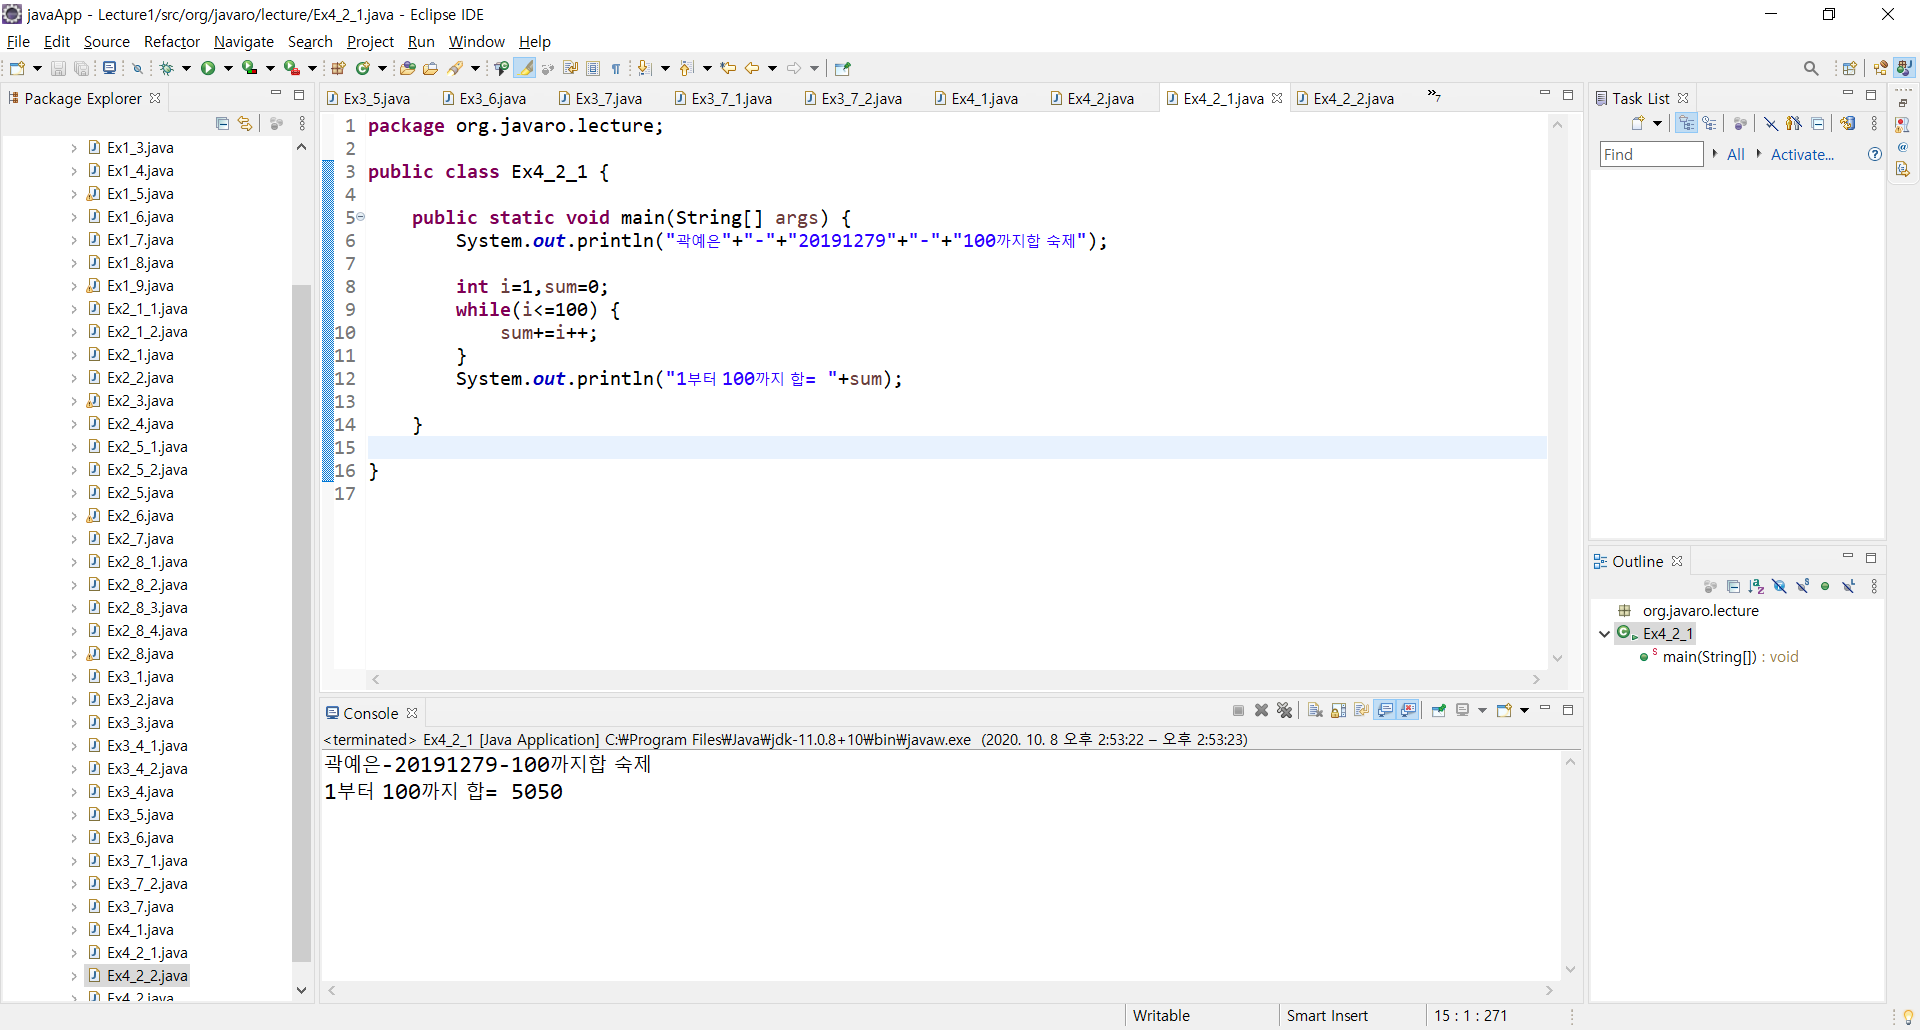 javaApp - Lecture1/src/org/javaro/lecture/Ex4_2_1.java - Eclipse IDE
File Edit Source Refactor Navigate Search Project Run Window Help
Package Explorer
Ex1_3.java
Ex1_4.java
Ex1_5.java
Ex1_6.java
Ex1_7.java
Ex1_8.java
Ex1_9.java
Ex2_1_1.java
Ex2_1_2.java
Ex2_1.java
Ex2_2.java
Ex2_3.java
Ex2_4.java
Ex2_5_1.java
Ex2_5_2.java
Ex2_5.java
Ex2_6.java
Ex2_7.java
Ex2_8_1.java
Ex2_8_2.java
Ex2_8_3.java
Ex2_8_4.java
Ex2_8.java
Ex3_1.java
Ex3_2.java
Ex3_3.java
Ex3_4_1.java
Ex3_4_2.java
Ex3_4.java
Ex3_5.java
Ex3_6.java
Ex3_7_1.java
Ex3_7_2.java
Ex3_7.java
Ex4_1.java
Ex4_2_1.java
Ex4_2_2.java
Ex4_2.java
Ex3_5.java Ex3_6.java Ex3_7.java Ex3_7_1.java Ex3_7_2.java Ex4_1.java Ex4_2.java Ex4_2_1.java Ex4_2_2.java »7
1 package org.javaro.lecture;
2
3 public class Ex4_2_1 {
4
5 public static void main(String[] args) {
6 System.out.println("곽예은"+"-"+"20191279"+"-"+"100까지합 숙제");
7
8 int i=1,sum=0;
9 while(i<=100) {
10 sum+=i++;
11 }
12 System.out.println("1부터 100까지 합= "+sum);
13
14 }
15
16 }
17
Console
<terminated> Ex4_2_1 [Java Application] C:₩Program Files₩Java₩jdk-11.0.8+10₩bin₩javaw.exe (2020. 10. 8 오후 2:53:22 – 오후 2:53:23)
곽예은-20191279-100까지합 숙제
1부터 100까지 합= 5050
Task List
Find All Activate...
Outline
org.javaro.lecture
Ex4_2_1
main(String[]) : void
Writable Smart Insert 15 : 1 : 271